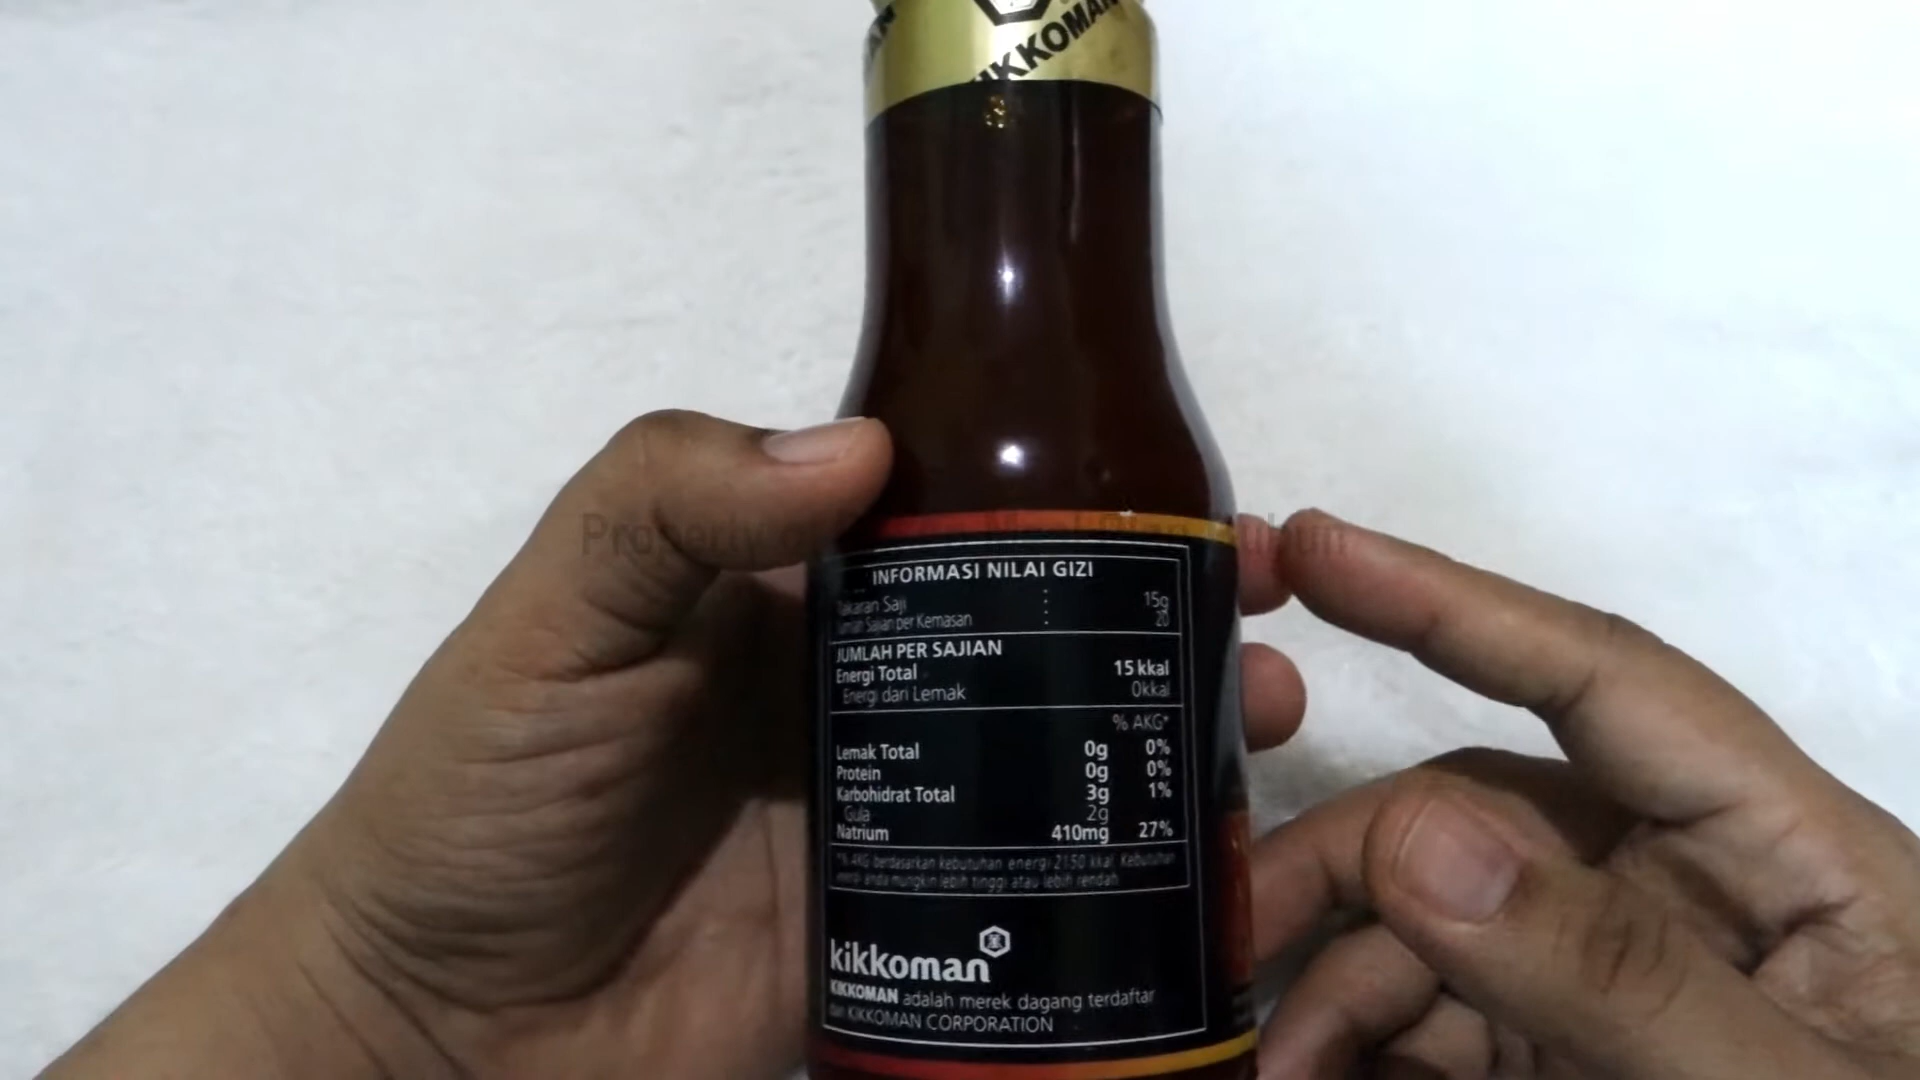 KIKKOMAN
INFORMASI NILAI GIZI
Takaran Saji : 15g
Jumlah Sajian per Kemasan : 20
JUMLAH PER SAJIAN
Energi Total 15 kkal
Energi dari Lemak 0kkal
% AKG*
Lemak Total 0g 0%
Protein 0g 0%
Karbohidrat Total 3g 1%
Gula 2g
Natrium 410mg 27%
*% AKG berdasarkan kebutuhan energi 2150 kkal. Kebutuhan
energi anda mungkin lebih tinggi atau lebih rendah
kikkoman
KIKKOMAN adalah merek dagang terdaftar
dari KIKKOMAN CORPORATION
Property